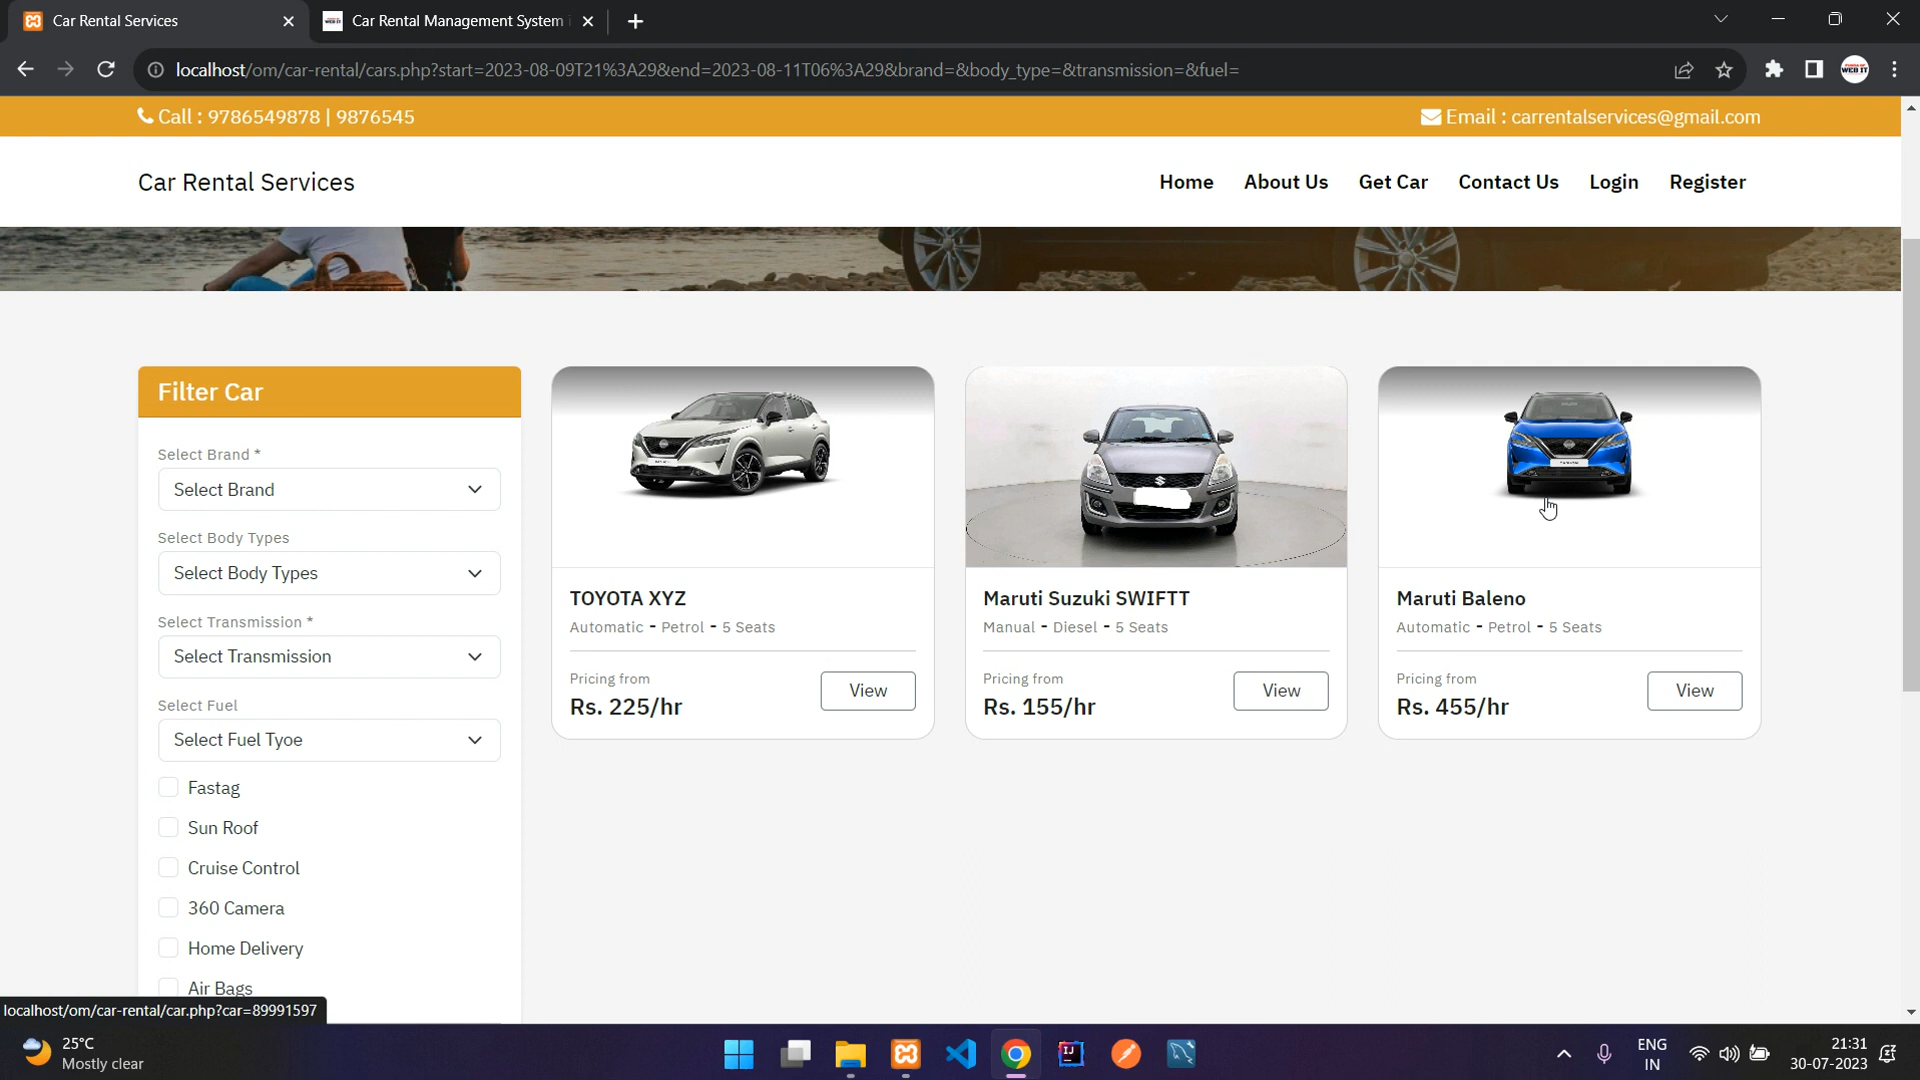 Car Rental Services
Car Rental Management System
localhost/om/car-rental/cars.php?start=2023-08-09T21%3A29&end=2023-08-11T06%3A29&brand=&body_type=&transmission=&fuel=
WEB IT
Call : 9786549878 | 9876545
Email : carrentalservices@gmail.com
Car Rental Services
Home
About Us
Get Car
Contact Us
Login
Register
Filter Car
Select Brand *
Select Brand
Select Body Types
Select Body Types
Select Transmission *
Select Transmission
Select Fuel
Select Fuel Tyoe
Fastag
Sun Roof
Cruise Control
360 Camera
Home Delivery
Air Bags
TOYOTA XYZ
Automatic - Petrol - 5 Seats
Pricing from
Rs. 225/hr
View
Maruti Suzuki SWIFTT
Manual - Diesel - 5 Seats
Pricing from
Rs. 155/hr
View
Maruti Baleno
Automatic - Petrol - 5 Seats
Pricing from
Rs. 455/hr
View
localhost/om/car-rental/car.php?car=89991597
25°C
Mostly clear
IJ
ENG
IN
21:31
30-07-2023